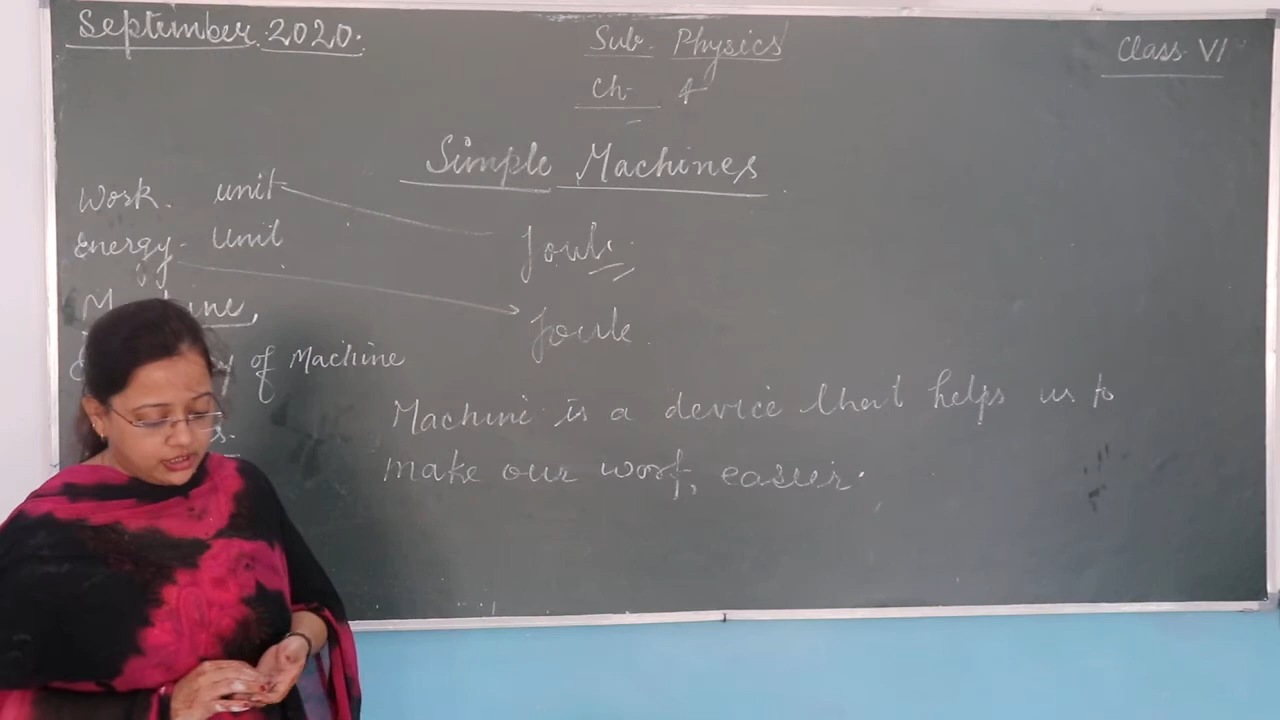 September 2020.
Sub. Physics
Class VI
Ch 4
Simple Machines
Work. unit
Joule
Energy. Unit
Joule.
of Machine
Machine is a device that helps us to
make our work, easier.